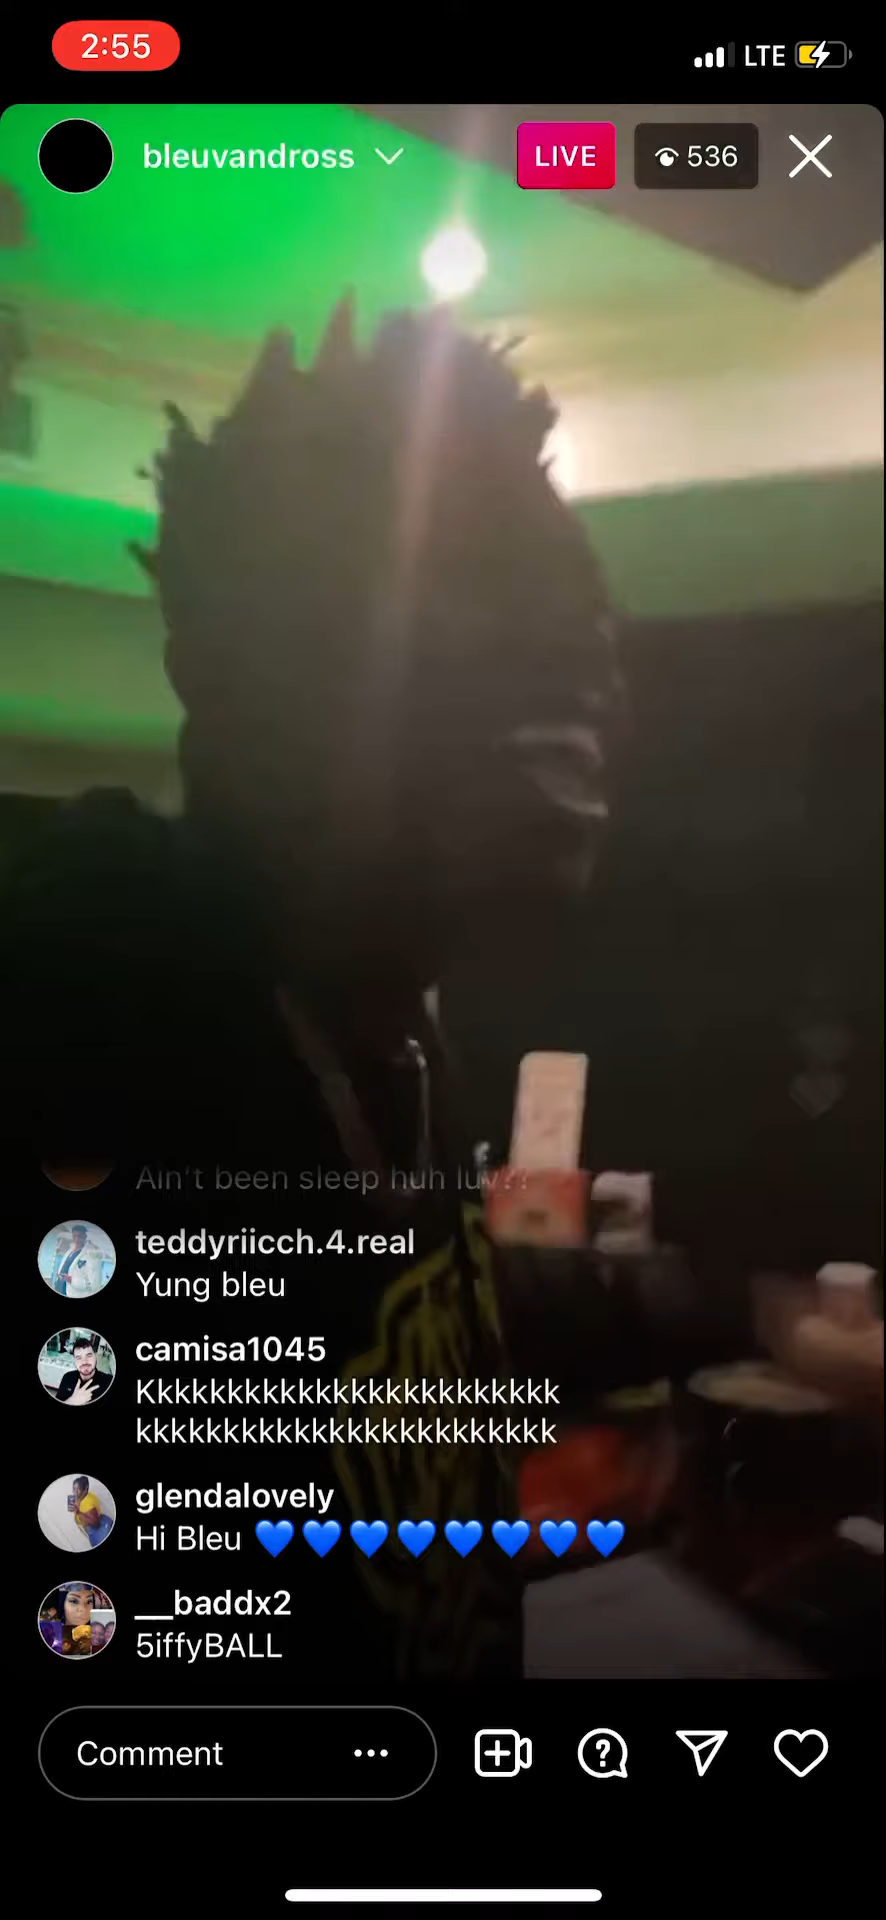 2:55
LTE
bleuvandross
LIVE
536
Ain't been sleep huh luv??
teddyriicch.4.real
Yung bleu
camisa1045
Kkkkkkkkkkkkkkkkkkkkkkkk
kkkkkkkkkkkkkkkkkkkkkkkk
glendalovely
Hi Bleu 💙💙💙💙💙💙💙💙
__baddx2
5iffyBALL
Comment